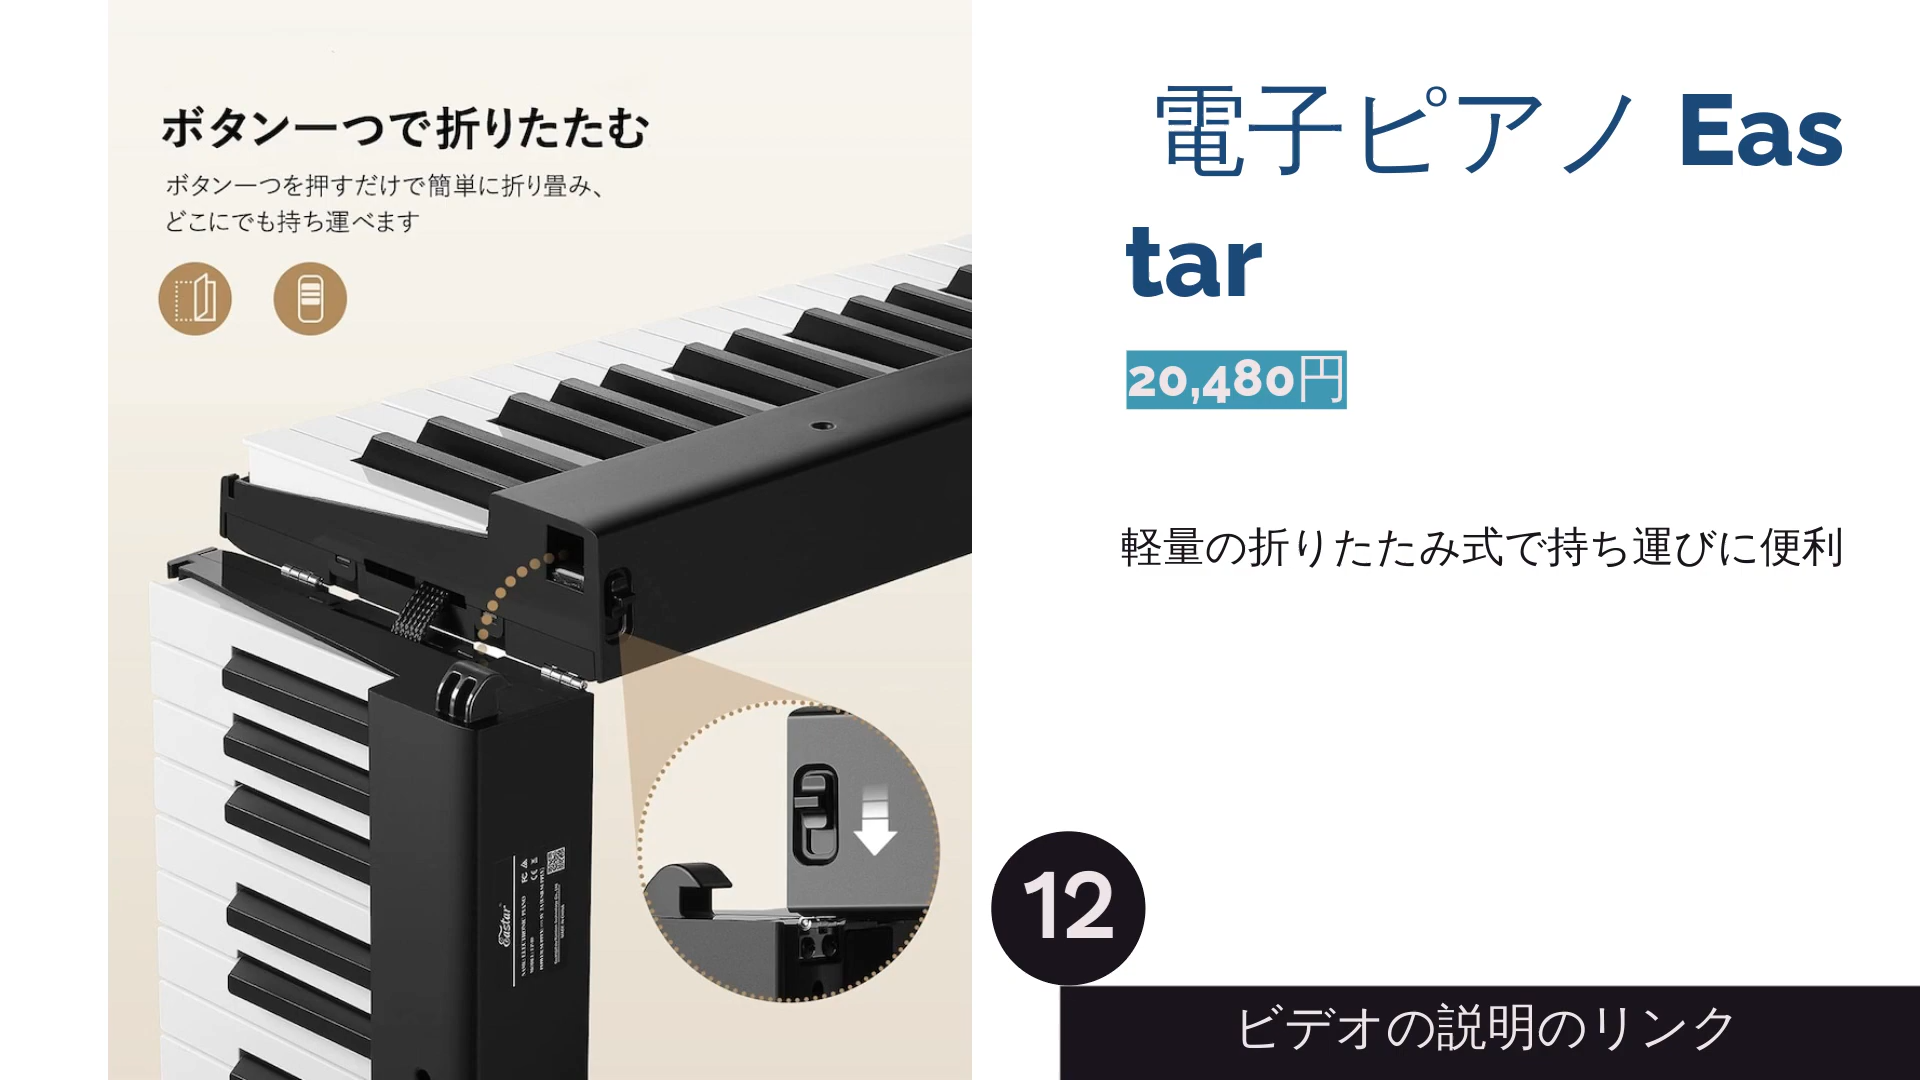 ボタン一つで折りたたむ
ボタン一つを押すだけで簡単に折り畳み、
どこにでも持ち運べます
電子ピアノ Eas
tar
20,480円
軽量の折りたたみ式で持ち運びに便利
Eastar
12
ビデオの説明のリンク